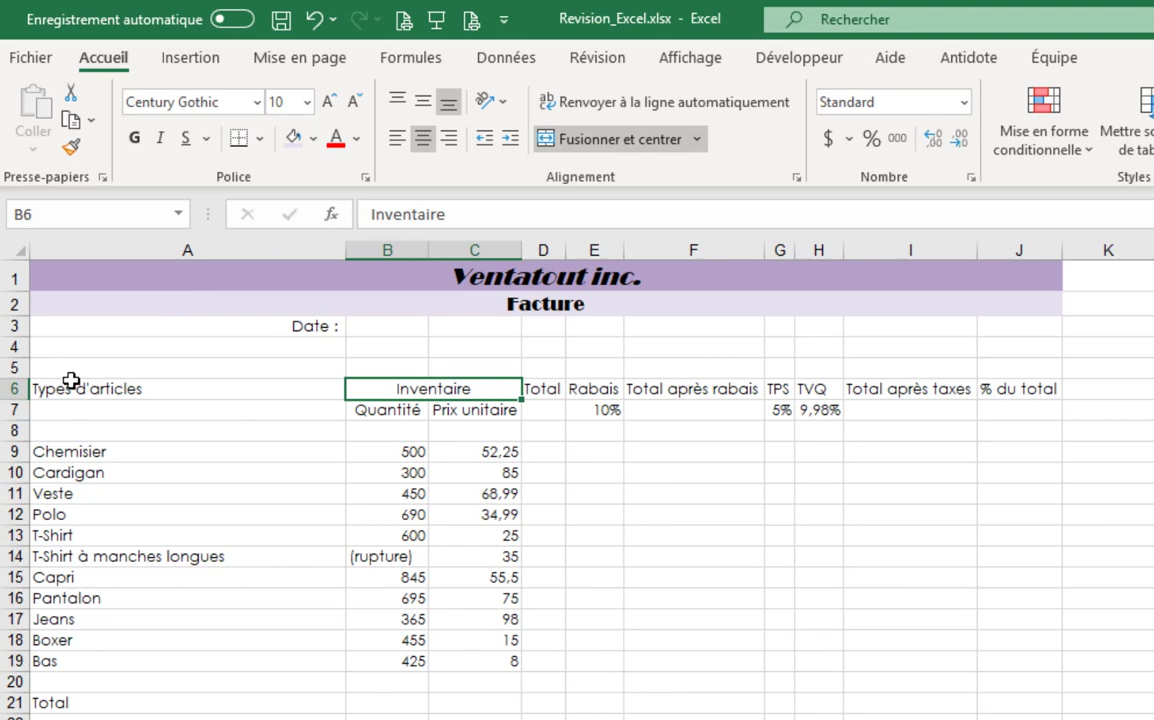 Enregistrement automatique
Revision_Excel.xlsx - Excel
Rechercher
Fichier Accueil Insertion Mise en page Formules Données Révision Affichage Développeur Aide Antidote Équipe
Coller
Century Gothic 10
Renvoyer à la ligne automatiquement
Standard
G I S A
Fusionner et centrer
$ % 000
Mise en forme conditionnelle
Mettre so
de tab
Presse-papiers Police Alignement Nombre Styles
B6 fx Inventaire
A B C D E F G H I J K
1 Ventatout inc.
2 Facture
3 Date :
4
5
6 Types d'articles Inventaire Total Rabais Total après rabais TPS TVQ Total après taxes % du total
7 Quantité Prix unitaire 10% 5% 9,98%
8
9 Chemisier 500 52,25
10 Cardigan 300 85
11 Veste 450 68,99
12 Polo 690 34,99
13 T-Shirt 600 25
14 T-Shirt à manches longues (rupture) 35
15 Capri 845 55,5
16 Pantalon 695 75
17 Jeans 365 98
18 Boxer 455 15
19 Bas 425 8
20
21 Total